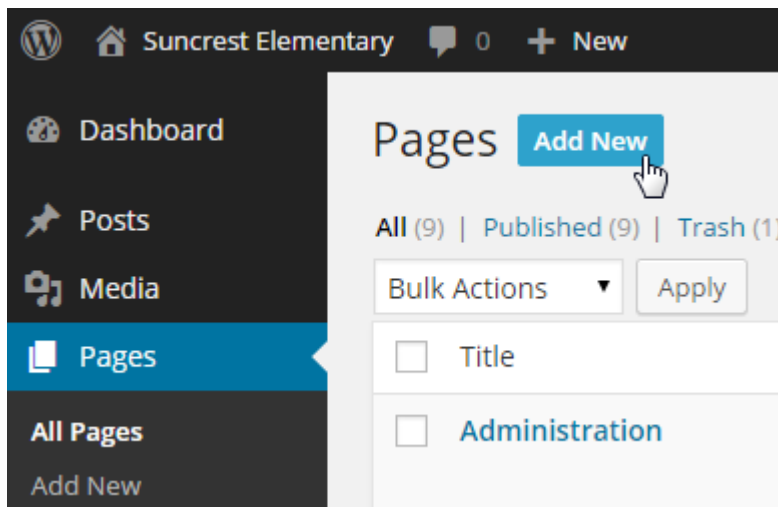 Suncrest Elementary 0 + New
Dashboard
Pages Add New
Posts
All (9) | Published (9) | Trash (1)
Media
Bulk Actions Apply
Pages
Title
All Pages
Administration
Add New